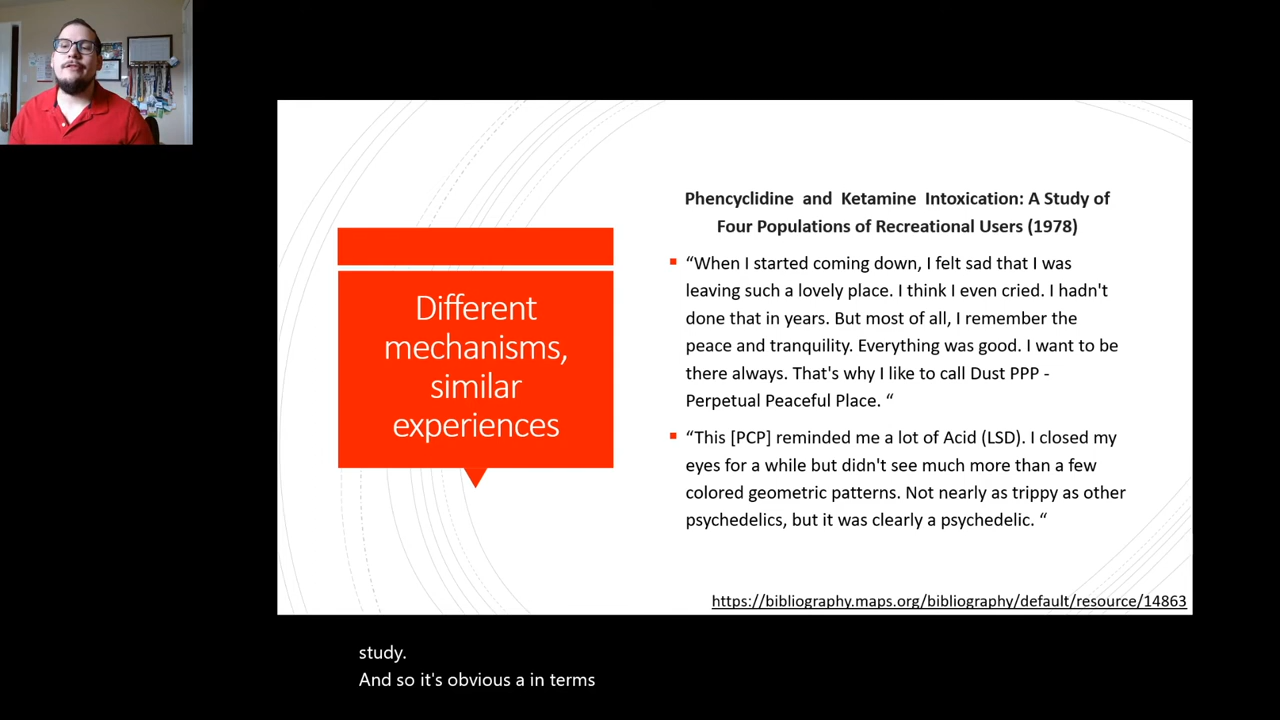 Different
mechanisms,
similar
experiences
Phencyclidine and Ketamine Intoxication: A Study of
Four Populations of Recreational Users (1978)
“When I started coming down, I felt sad that I was
leaving such a lovely place. I think I even cried. I hadn't
done that in years. But most of all, I remember the
peace and tranquility. Everything was good. I want to be
there always. That's why I like to call Dust PPP -
Perpetual Peaceful Place. “
“This [PCP] reminded me a lot of Acid (LSD). I closed my
eyes for a while but didn't see much more than a few
colored geometric patterns. Not nearly as trippy as other
psychedelics, but it was clearly a psychedelic. “
https://bibliography.maps.org/bibliography/default/resource/14863
study.
And so it's obvious a in terms